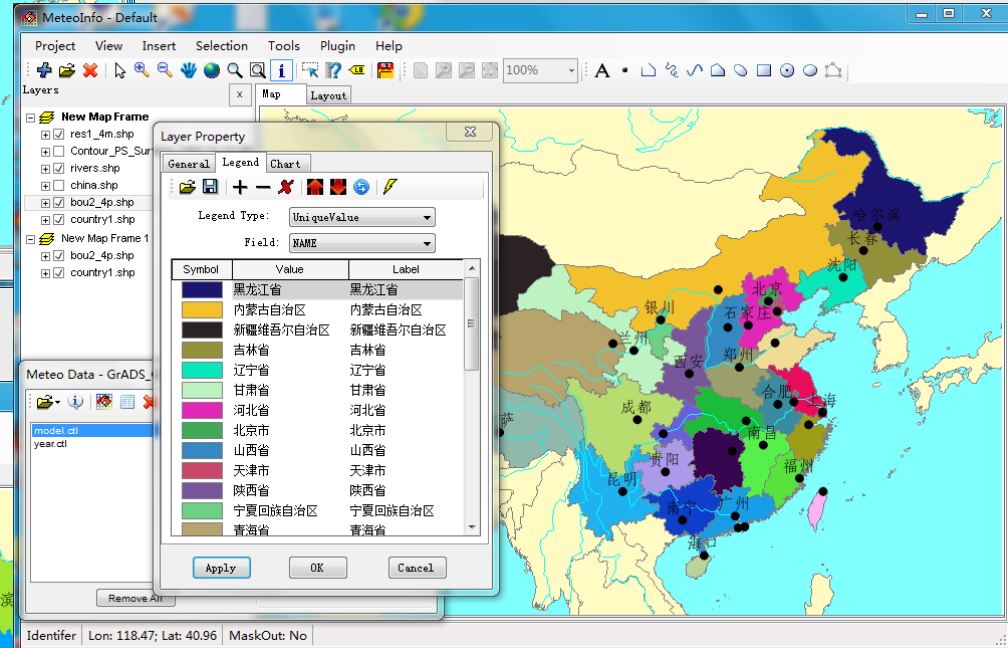 MeteoInfo - Default
Project View Insert Selection Tools Plugin Help
100%
A
Layers
x
Map
Layout
New Map Frame
res1_4m.shp
Contour_PS_Sur
rivers.shp
china.shp
bou2_4p.shp
country1.shp
New Map Frame 1
bou2_4p.shp
country1.shp
Layer Property
General Legend Chart
Legend Type: UniqueValue
Field: NAME
Symbol Value Label
黑龙江省 黑龙江省
内蒙古自治区 内蒙古自治区
新疆维吾尔自治区 新疆维吾尔自治区
吉林省 吉林省
辽宁省 辽宁省
甘肃省 甘肃省
河北省 河北省
北京市 北京市
山西省 山西省
天津市 天津市
陕西省 陕西省
宁夏回族自治区 宁夏回族自治区
青海省 青海省
Apply OK Cancel
Meteo Data - GrADS_
model.ctl
year.ctl
Remove All
哈尔滨
长春
沈阳
北京
银川
石家庄
兰州
西安
郑州
合肥
上海
成都
萨
南昌
贵阳
福州
昆明
南宁
广州
海口
滨
Identifer Lon: 118.47; Lat: 40.96 MaskOut: No